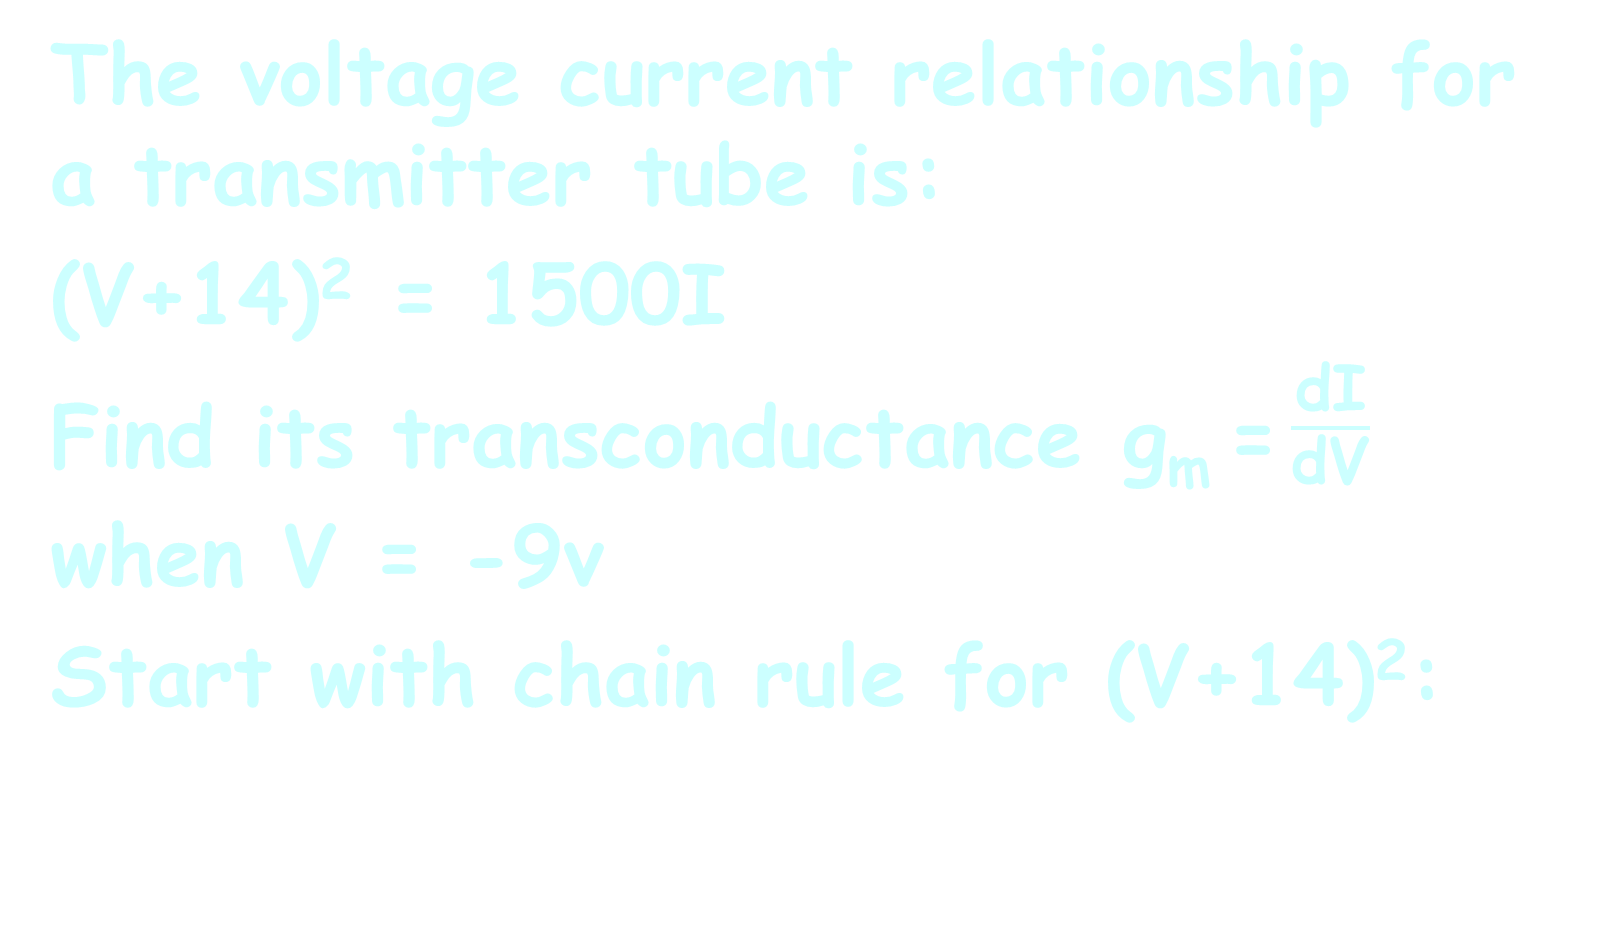 The voltage current relationship for
a transmitter tube is:
(V+14)² = 1500I
Find its transconductance gₘ = dI/dV
when V = -9v
Start with chain rule for (V+14)²: